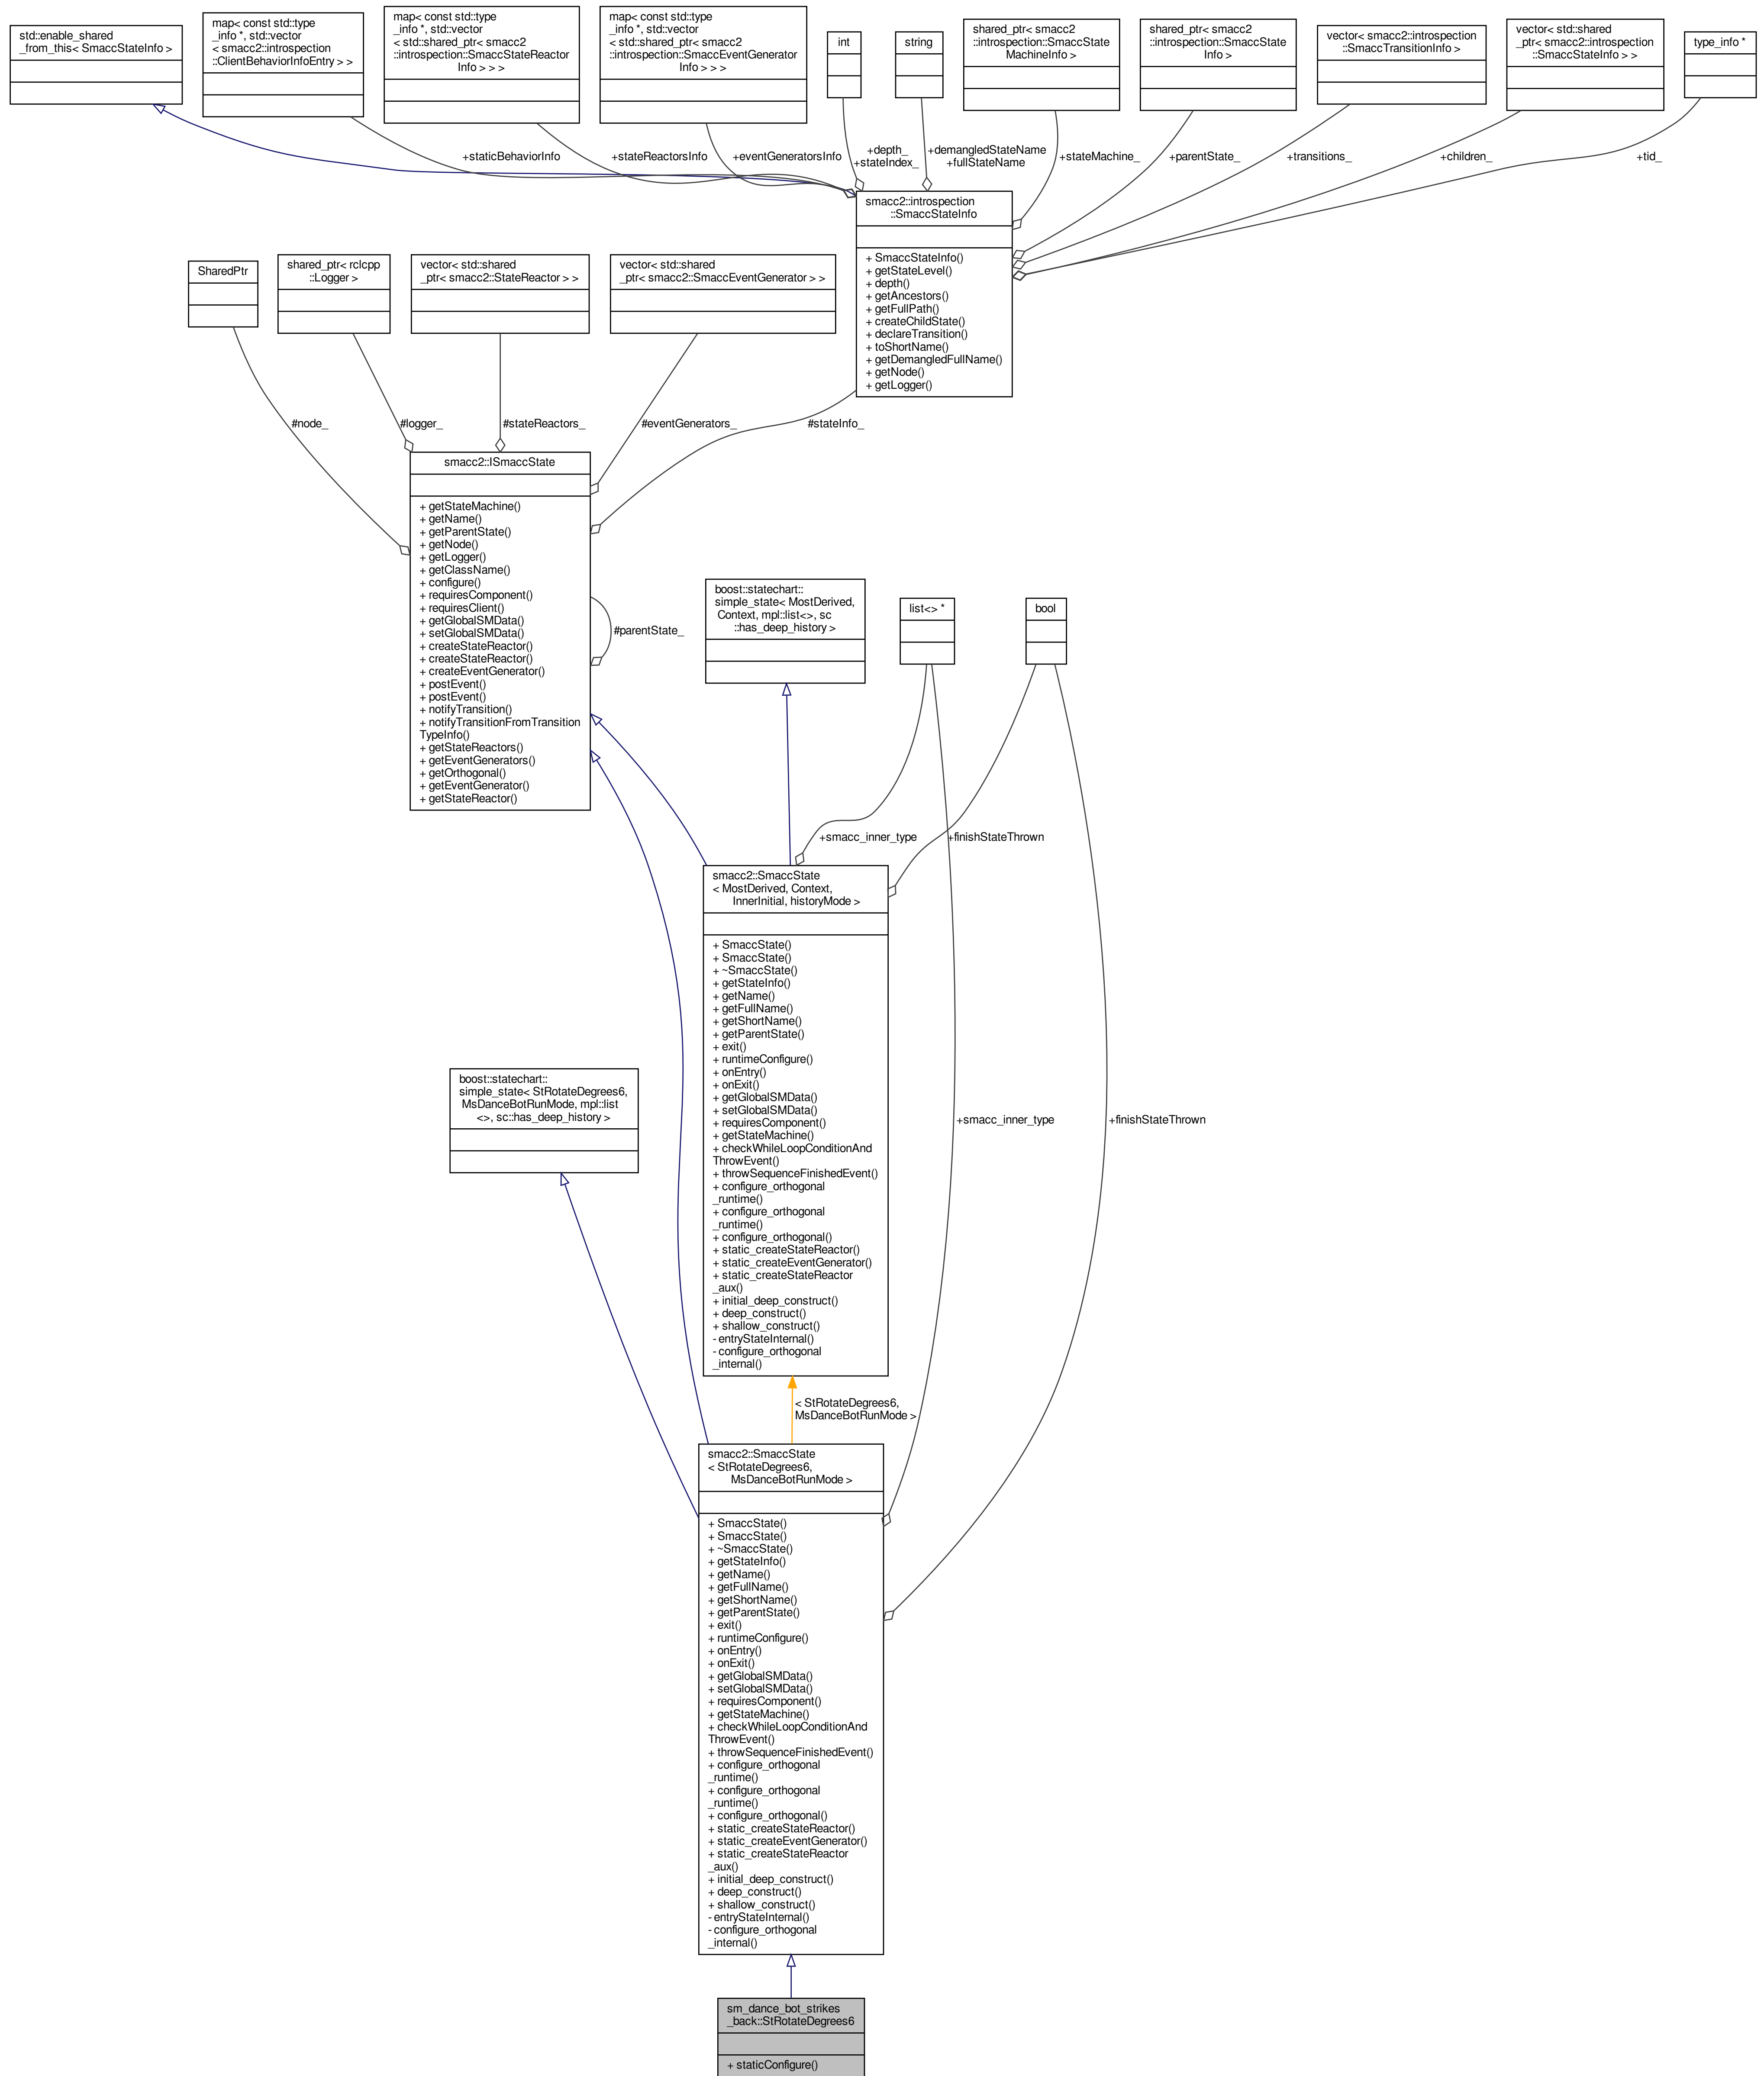 std::enable_shared
_from_this< SmaccStateInfo >
map< const std::type
_info *, std::vector
< smacc2::introspection
::ClientBehaviorInfoEntry > >
map< const std::type
_info *, std::vector
< std::shared_ptr< smacc2
::introspection::SmaccStateReactor
Info > > >
map< const std::type
_info *, std::vector
< std::shared_ptr< smacc2
::introspection::SmaccEventGenerator
Info > > >
int
string
shared_ptr< smacc2
::introspection::SmaccState
MachineInfo >
shared_ptr< smacc2
::introspection::SmaccState
Info >
vector< smacc2::introspection
::SmaccTransitionInfo >
vector< std::shared
_ptr< smacc2::introspection
::SmaccStateInfo > >
type_info *
+staticBehaviorInfo
+stateReactorsInfo
+eventGeneratorsInfo
+depth_
+stateIndex_
+demangledStateName
+fullStateName
+stateMachine_
+parentState_
+transitions_
+children_
+tid_
smacc2::introspection
::SmaccStateInfo
+ SmaccStateInfo()
+ getStateLevel()
+ depth()
+ getAncestors()
+ getFullPath()
+ createChildState()
+ declareTransition()
+ toShortName()
+ getDemangledFullName()
+ getNode()
+ getLogger()
SharedPtr
shared_ptr< rclcpp
::Logger >
vector< std::shared
_ptr< smacc2::StateReactor > >
vector< std::shared
_ptr< smacc2::SmaccEventGenerator > >
#node_
#logger_
#stateReactors_
#eventGenerators_
#stateInfo_
smacc2::ISmaccState
+ getStateMachine()
+ getName()
+ getParentState()
+ getNode()
+ getLogger()
+ getClassName()
+ configure()
+ requiresComponent()
+ requiresClient()
+ getGlobalSMData()
+ setGlobalSMData()
+ createStateReactor()
+ createStateReactor()
+ createEventGenerator()
+ postEvent()
+ postEvent()
+ notifyTransition()
+ notifyTransitionFromTransition
TypeInfo()
+ getStateReactors()
+ getEventGenerators()
+ getOrthogonal()
+ getEventGenerator()
+ getStateReactor()
#parentState_
boost::statechart::
simple_state< MostDerived,
Context, mpl::list<>, sc
::has_deep_history >
list<> *
bool
+smacc_inner_type
+finishStateThrown
smacc2::SmaccState
< MostDerived, Context,
InnerInitial, historyMode >
+ SmaccState()
+ SmaccState()
+ ~SmaccState()
+ getStateInfo()
+ getName()
+ getFullName()
+ getShortName()
+ getParentState()
+ exit()
+ runtimeConfigure()
+ onEntry()
+ onExit()
+ getGlobalSMData()
+ setGlobalSMData()
+ requiresComponent()
+ getStateMachine()
+ checkWhileLoopConditionAnd
ThrowEvent()
+ throwSequenceFinishedEvent()
+ configure_orthogonal
_runtime()
+ configure_orthogonal
_runtime()
+ configure_orthogonal()
+ static_createStateReactor()
+ static_createEventGenerator()
+ static_createStateReactor
_aux()
+ initial_deep_construct()
+ deep_construct()
+ shallow_construct()
- entryStateInternal()
- configure_orthogonal
_internal()
boost::statechart::
simple_state< StRotateDegrees6,
MsDanceBotRunMode, mpl::list
<>, sc::has_deep_history >
+smacc_inner_type
+finishStateThrown
< StRotateDegrees6,
MsDanceBotRunMode >
smacc2::SmaccState
< StRotateDegrees6,
MsDanceBotRunMode >
+ SmaccState()
+ SmaccState()
+ ~SmaccState()
+ getStateInfo()
+ getName()
+ getFullName()
+ getShortName()
+ getParentState()
+ exit()
+ runtimeConfigure()
+ onEntry()
+ onExit()
+ getGlobalSMData()
+ setGlobalSMData()
+ requiresComponent()
+ getStateMachine()
+ checkWhileLoopConditionAnd
ThrowEvent()
+ throwSequenceFinishedEvent()
+ configure_orthogonal
_runtime()
+ configure_orthogonal
_runtime()
+ configure_orthogonal()
+ static_createStateReactor()
+ static_createEventGenerator()
+ static_createStateReactor
_aux()
+ initial_deep_construct()
+ deep_construct()
+ shallow_construct()
- entryStateInternal()
- configure_orthogonal
_internal()
sm_dance_bot_strikes
_back::StRotateDegrees6
+ staticConfigure()